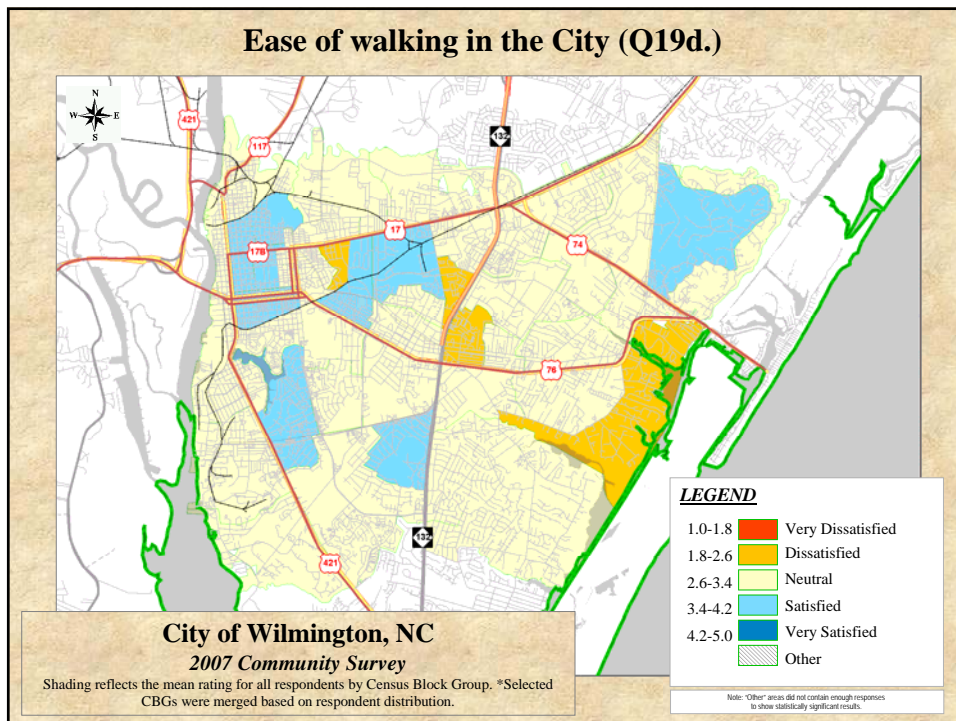 Ease of walking in the City (Q19d.)
N
W E
S
421
117
132
17
17B
74
76
132
421
LEGEND
1.0-1.8 Very Dissatisfied
1.8-2.6 Dissatisfied
2.6-3.4 Neutral
3.4-4.2 Satisfied
4.2-5.0 Very Satisfied
Other
City of Wilmington, NC
2007 Community Survey
Shading reflects the mean rating for all respondents by Census Block Group. *Selected
CBGs were merged based on respondent distribution.
Note: "Other" areas did not contain enough responses
to show statistically significant results.